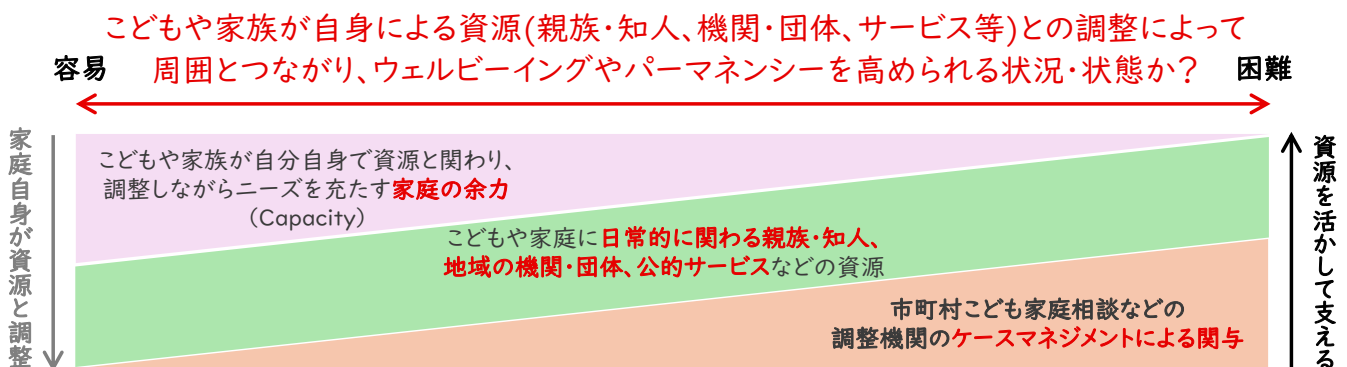 こどもや家族が自身による資源(親族・知人、機関・団体、サービス等)との調整によって
容易
周囲とつながり、ウェルビーイングやパーマネンシーを高められる状況・状態か?
困難
家庭自身が資源と調整
こどもや家族が自分自身で資源と関わり、
調整しながらニーズを充たす家庭の余力
(Capacity)
こどもや家庭に日常的に関わる親族・知人、
地域の機関・団体、公的サービスなどの資源
市町村こども家庭相談などの
調整機関のケースマネジメントによる関与
資源を活かして支える